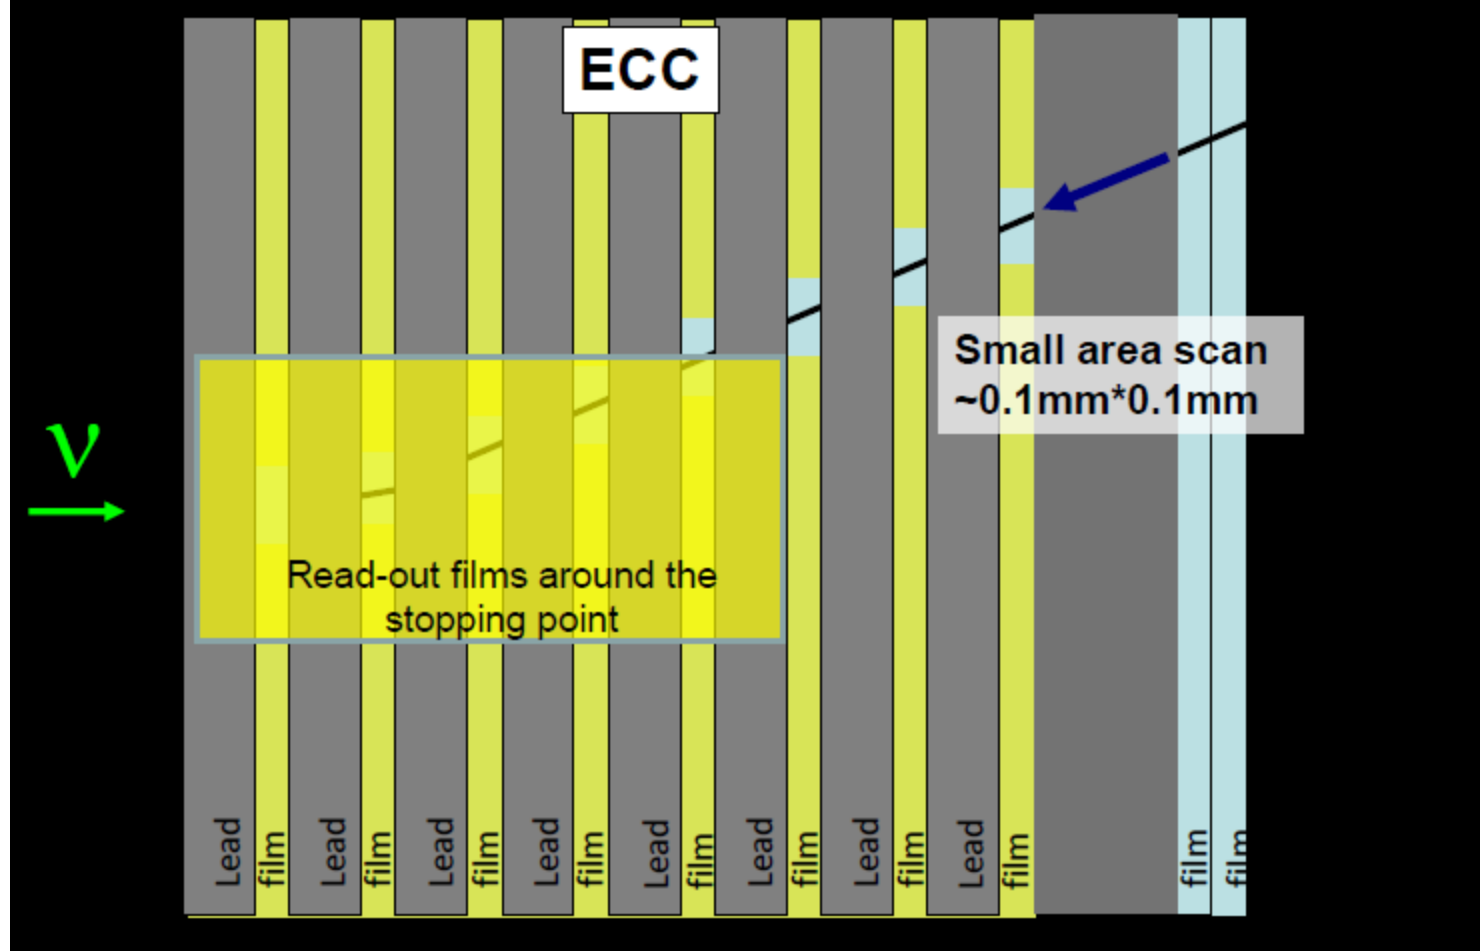 ECC
Small area scan
~0.1mm*0.1mm
ν
Read-out films around the
stopping point
Lead
film
Lead
film
Lead
film
Lead
film
Lead
film
Lead
film
Lead
film
Lead
film
film
film